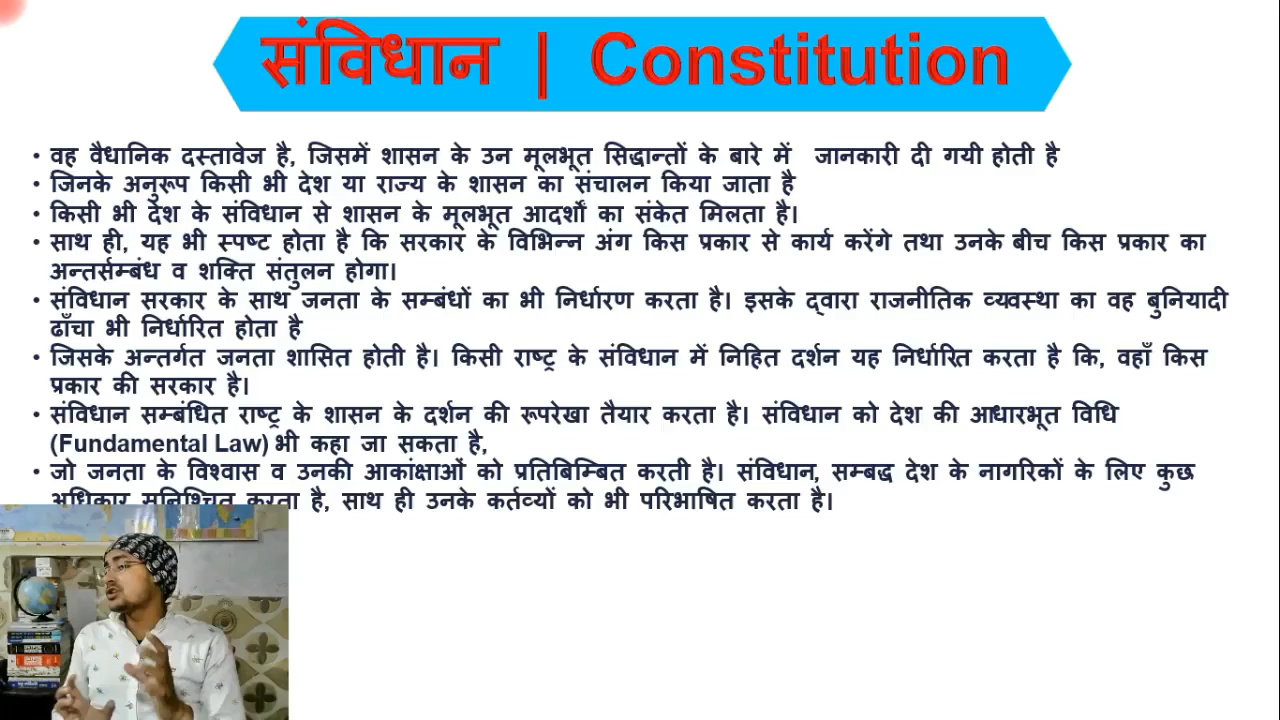 संविधान | Constitution
• वह वैधानिक दस्तावेज है, जिसमें शासन के उन मूलभूत सिद्धान्तों के बारे में जानकारी दी गयी होती है
• जिनके अनुरूप किसी भी देश या राज्य के शासन का संचालन किया जाता है
• किसी भी देश के संविधान से शासन के मूलभूत आदर्शों का संकेत मिलता है।
• साथ ही, यह भी स्पष्ट होता है कि सरकार के विभिन्न अंग किस प्रकार से कार्य करेंगे तथा उनके बीच किस प्रकार का
अन्तर्सम्बंध व शक्ति संतुलन होगा।
• संविधान सरकार के साथ जनता के सम्बंधों का भी निर्धारण करता है। इसके द्वारा राजनीतिक व्यवस्था का वह बुनियादी
ढाँचा भी निर्धारित होता है
• जिसके अन्तर्गत जनता शासित होती है। किसी राष्ट्र के संविधान में निहित दर्शन यह निर्धारित करता है कि, वहाँ किस
प्रकार की सरकार है।
• संविधान सम्बंधित राष्ट्र के शासन के दर्शन की रूपरेखा तैयार करता है। संविधान को देश की आधारभूत विधि
(Fundamental Law) भी कहा जा सकता है,
• जो जनता के विश्वास व उनकी आकांक्षाओं को प्रतिबिम्बित करती है। संविधान, सम्बद्ध देश के नागरिकों के लिए कुछ
अधिकार सुनिश्चित करता है, साथ ही उनके कर्तव्यों को भी परिभाषित करता है।